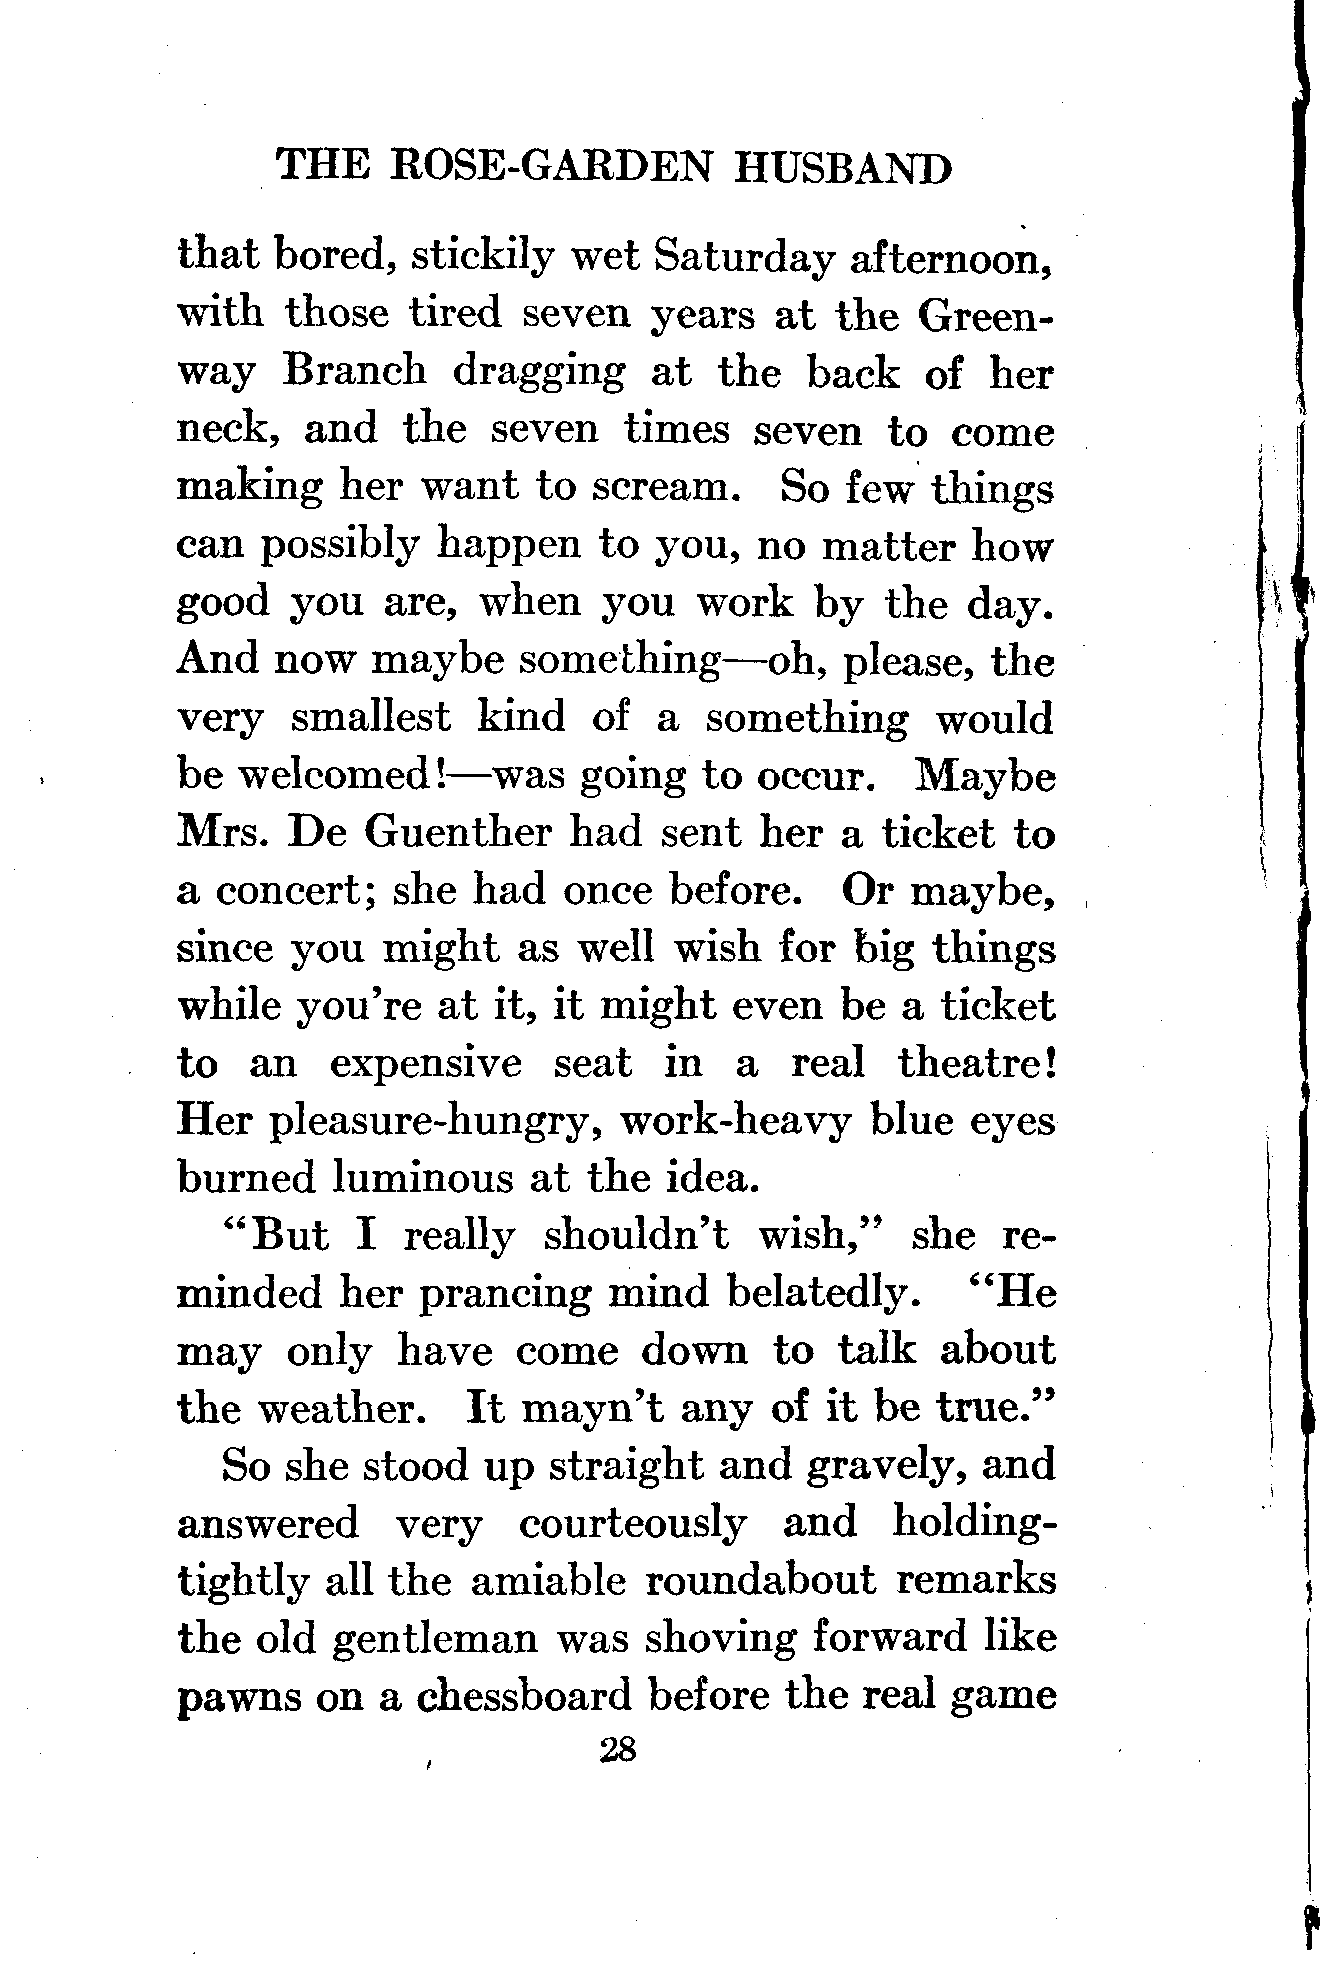 THE ROSE-GARDEN HUSBAND
that bored, stickily wet Saturday afternoon,
with those tired seven years at the Green-
way Branch dragging at the back of her
neck, and the seven times seven to come
making her want to scream. So few things
can possibly happen to you, no matter how
good you are, when you work by the day.
And now maybe something—oh, please, the
very smallest kind of a something would
be welcomed!—was going to occur. Maybe
Mrs. De Guenther had sent her a ticket to
a concert; she had once before. Or maybe,
since you might as well wish for big things
while you're at it, it might even be a ticket
to an expensive seat in a real theatre!
Her pleasure-hungry, work-heavy blue eyes
burned luminous at the idea.
“But I really shouldn't wish,” she re-
minded her prancing mind belatedly. “He
may only have come down to talk about
the weather. It mayn't any of it be true.”
So she stood up straight and gravely, and
answered very courteously and holding-
tightly all the amiable roundabout remarks
the old gentleman was shoving forward like
pawns on a chessboard before the real game
28